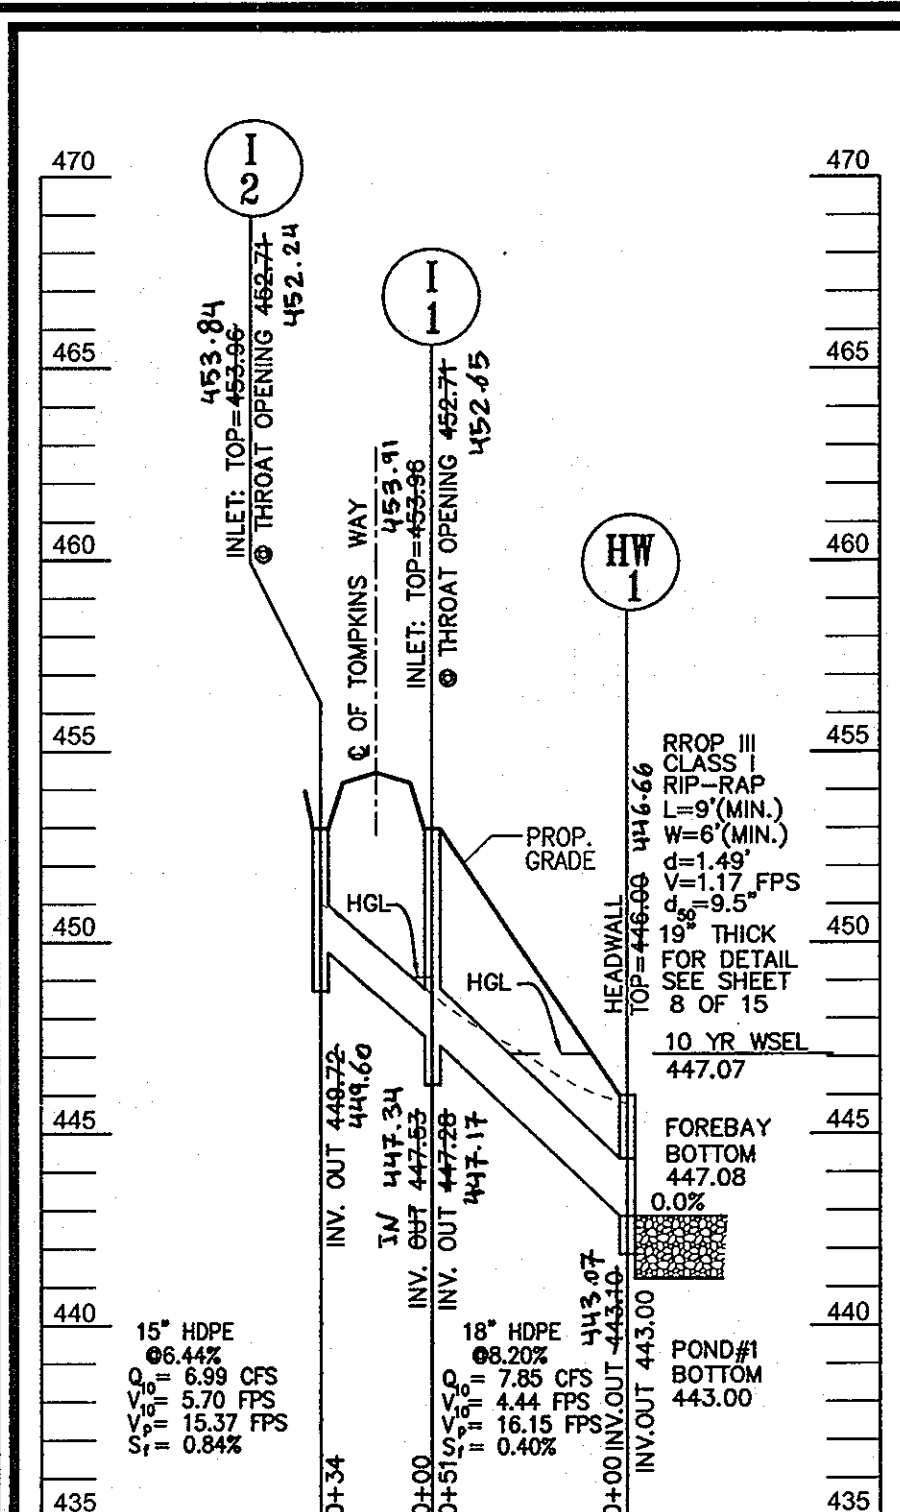 I
2
I
1
HW
1
470
465
460
455
450
445
440
435
470
465
460
455
450
445
440
435
453.84
INLET: TOP=453.96
@ THROAT OPENING 452.71
452.24
℄ OF TOMPKINS WAY
453.91
INLET: TOP=453.96
@ THROAT OPENING 452.71
452.65
HEADWALL
TOP=446.00 446.66
PROP.
GRADE
HGL
HGL
RROP III
CLASS I
RIP-RAP
L=9'(MIN.)
W=6'(MIN.)
d=1.49'
V=1.17 FPS
d50=9.5"
19" THICK
FOR DETAIL
SEE SHEET
8 OF 15
10 YR WSEL
447.07
FOREBAY
BOTTOM
447.08
0.0%
INV. OUT 449.72
449.60
IN 447.34
INV. OUT 447.53
INV. OUT 447.28
447.17
443.07
INV.OUT 443.10
INV.OUT 443.00
POND#1
BOTTOM
443.00
15" HDPE
@6.44%
Q10= 6.99 CFS
V10= 5.70 FPS
Vp= 15.37 FPS
Sf= 0.84%
18" HDPE
@8.20%
Q10= 7.85 CFS
V10= 4.44 FPS
Vp= 16.15 FPS
Sf= 0.40%
0+34
0+00
0+51
0+00